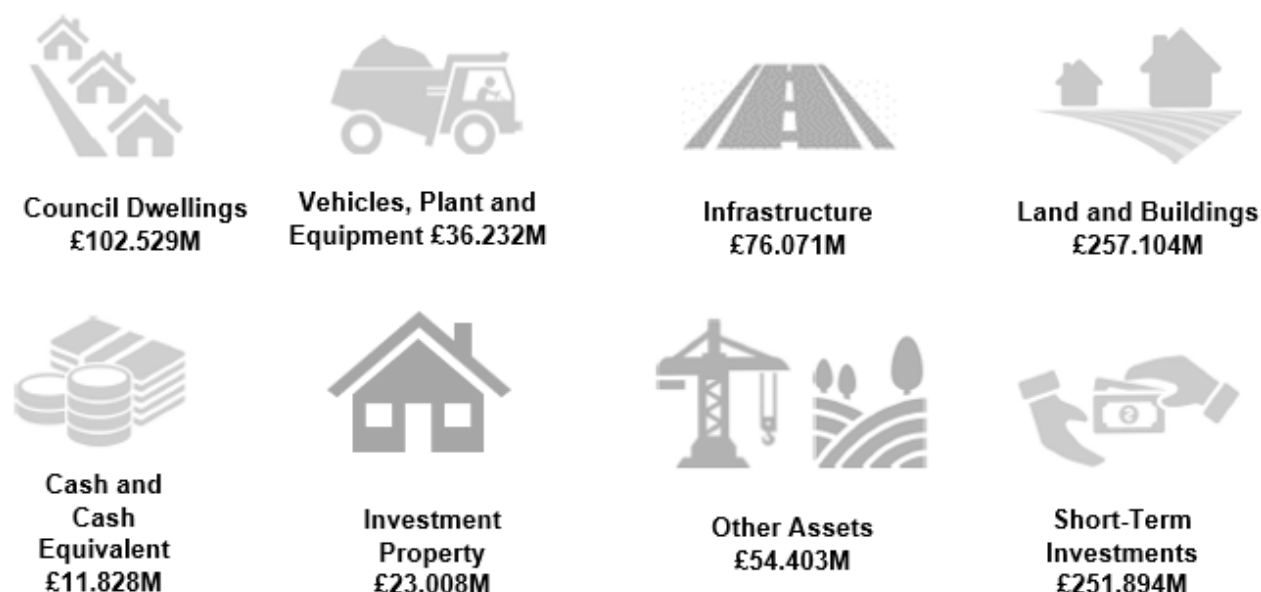 Council Dwellings
£102.529M
Vehicles, Plant and
Equipment £36.232M
Infrastructure
£76.071M
Land and Buildings
£257.104M
Cash and
Cash
Equivalent
£11.828M
Investment
Property
£23.008M
Other Assets
£54.403M
Short-Term
Investments
£251.894M